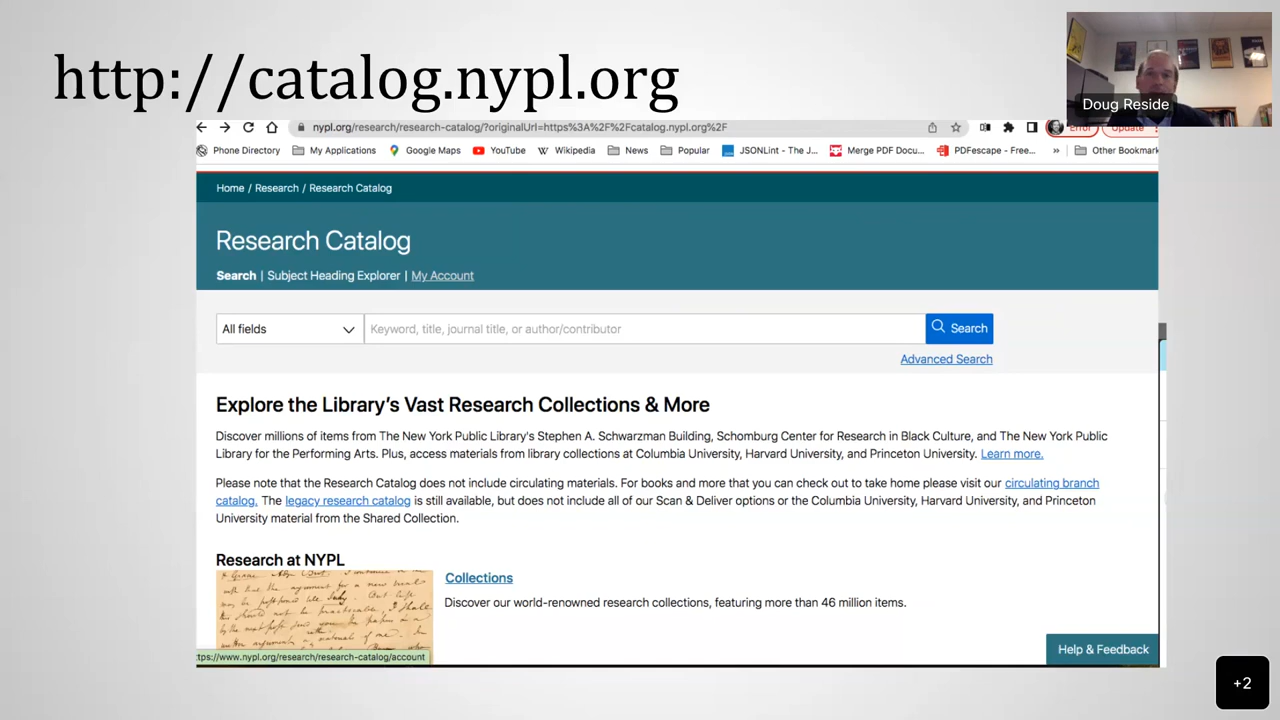 http://catalog.nypl.org
Doug Reside
nypl.org/research/research-catalog/?originalUrl=https%3A%2F%2Fcatalog.nypl.org%2F
Error
Update
Phone Directory
My Applications
Google Maps
YouTube
Wikipedia
News
Popular
JSONLint - The J...
Merge PDF Docu...
PDFescape - Free...
»
Other Bookmark
Home / Research / Research Catalog
Research Catalog
Search | Subject Heading Explorer | My Account
All fields
Keyword, title, journal title, or author/contributor
Search
Advanced Search
Explore the Library's Vast Research Collections & More
Discover millions of items from The New York Public Library's Stephen A. Schwarzman Building, Schomburg Center for Research in Black Culture, and The New York Public
Library for the Performing Arts. Plus, access materials from library collections at Columbia University, Harvard University, and Princeton University. Learn more.
Please note that the Research Catalog does not include circulating materials. For books and more that you can check out to take home please visit our circulating branch
catalog. The legacy research catalog is still available, but does not include all of our Scan & Deliver options or the Columbia University, Harvard University, and Princeton
University material from the Shared Collection.
Research at NYPL
Collections
Discover our world-renowned research collections, featuring more than 46 million items.
ttps://www.nypl.org/research/research-catalog/account
Help & Feedback
+2